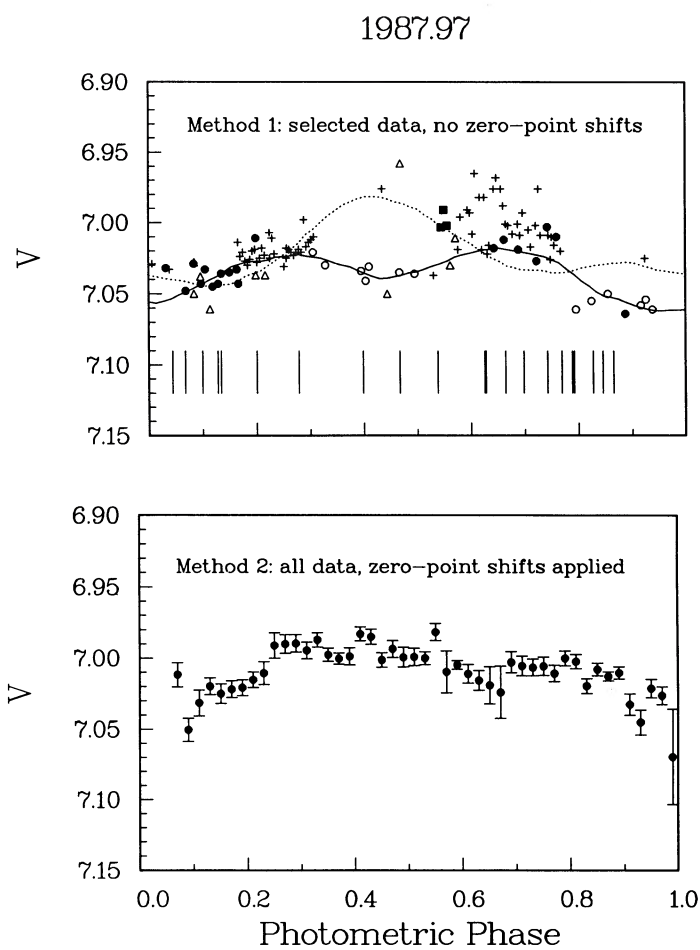 1987.97
6.90
Method 1: selected data, no zero-point shifts
6.95
7.00
V
7.05
7.10
7.15
6.90
Method 2: all data, zero-point shifts applied
6.95
7.00
V
7.05
7.10
7.15
0.0 0.2 0.4 0.6 0.8 1.0
Photometric Phase